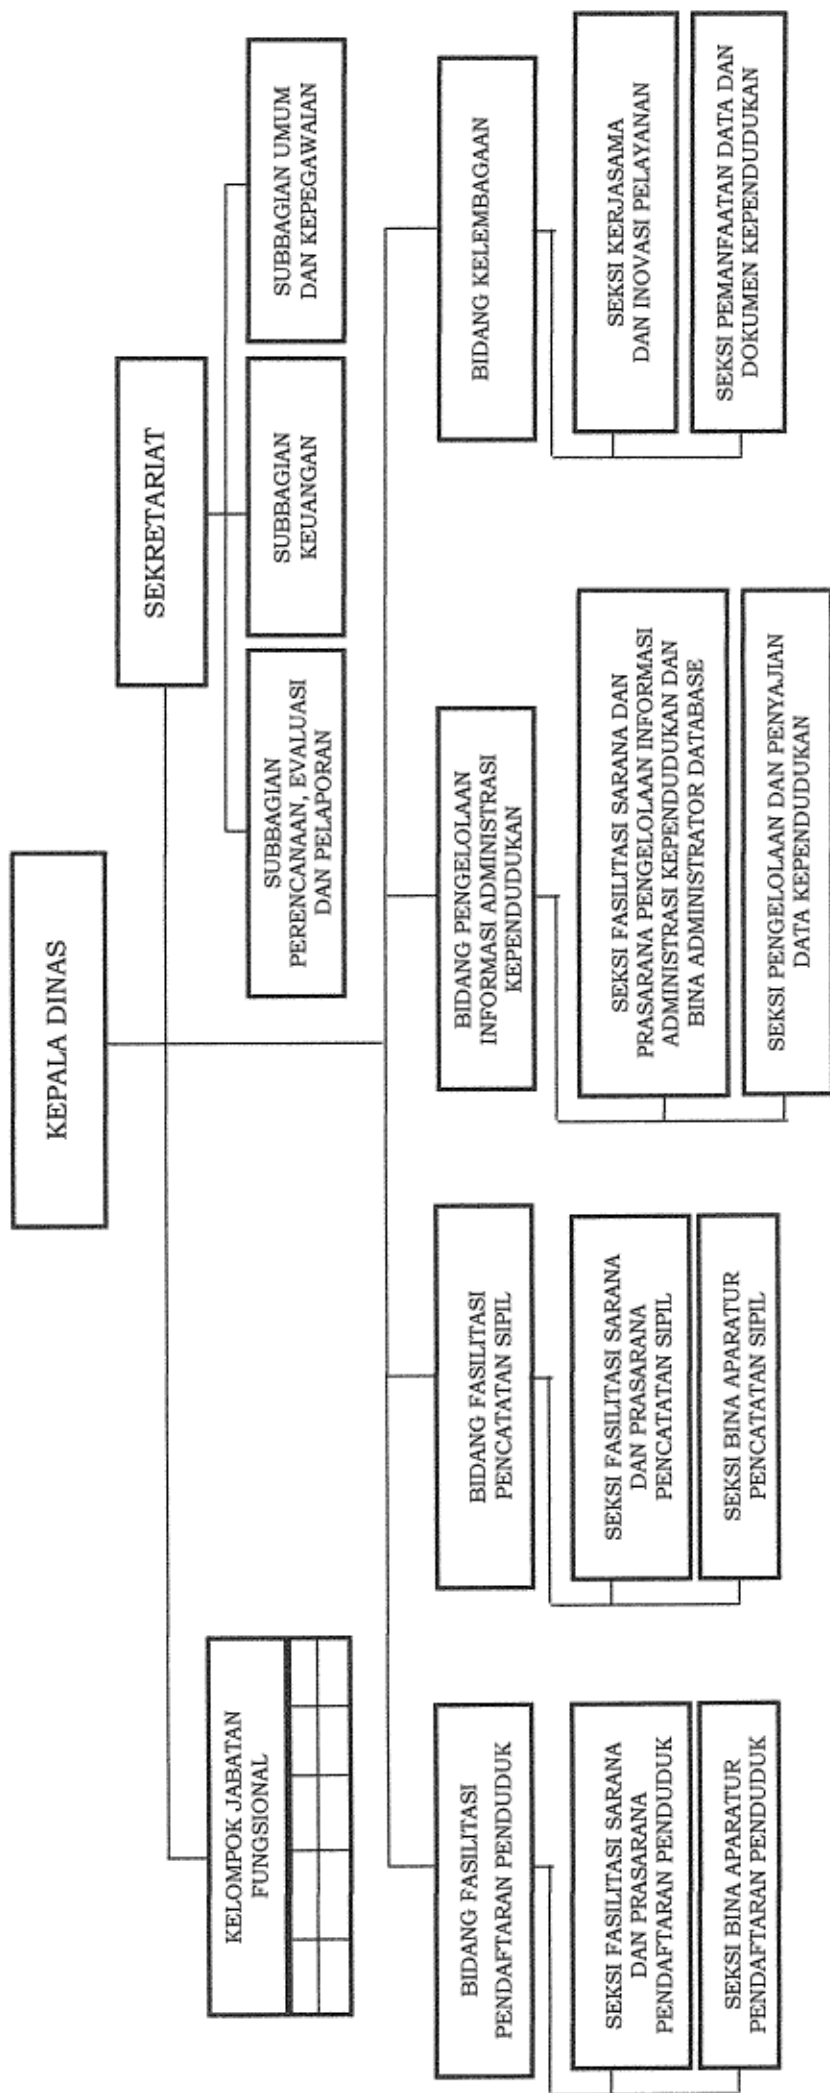 KEPALA DINAS
SEKRETARIAT
KELOMPOK JABATAN
FUNGSIONAL
SUBBAGIAN
PERENCANAAN, EVALUASI
DAN PELAPORAN
SUBBAGIAN
KEUANGAN
SUBBAGIAN UMUM
DAN KEPEGAWAIAN
BIDANG FASILITASI
PENDAFTARAN PENDUDUK
SEKSI FASILITASI SARANA
DAN PRASARANA
PENDAFTARAN PENDUDUK
SEKSI BINA APARATUR
PENDAFTARAN PENDUDUK
BIDANG FASILITASI
PENCATATAN SIPIL
SEKSI FASILITASI SARANA
DAN PRASARANA
PENCATATAN SIPIL
SEKSI BINA APARATUR
PENCATATAN SIPIL
BIDANG PENGELOLAAN
INFORMASI ADMINISTRASI
KEPENDUDUKAN
SEKSI FASILITASI SARANA DAN
PRASARANA PENGELOLAAN INFORMASI
ADMINISTRASI KEPENDUDUKAN DAN
BINA ADMINISTRATOR DATABASE
SEKSI PENGELOLAAN DAN PENYAJIAN
DATA KEPENDUDUKAN
BIDANG KELEMBAGAAN
SEKSI KERJASAMA
DAN INOVASI PELAYANAN
SEKSI PEMANFAATAN DATA DAN
DOKUMEN KEPENDUDUKAN